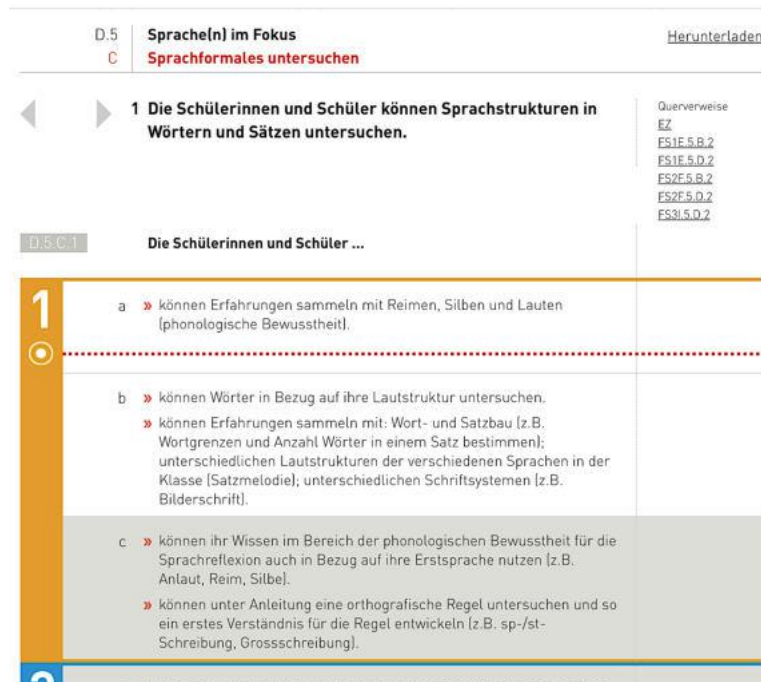 D.5 Sprache(n) im Fokus Herunterladen
C Sprachformales untersuchen
1 Die Schülerinnen und Schüler können Sprachstrukturen in
Wörtern und Sätzen untersuchen.
Querverweise
EZ
FS1E.5.B.2
FS1E.5.D.2
FS2F.5.B.2
FS2F.5.D.2
FS3I.5.D.2
D.5.C.1 Die Schülerinnen und Schüler ...
1
a » können Erfahrungen sammeln mit Reimen, Silben und Lauten
(phonologische Bewusstheit).
b » können Wörter in Bezug auf ihre Lautstruktur untersuchen.
» können Erfahrungen sammeln mit: Wort- und Satzbau (z.B.
Wortgrenzen und Anzahl Wörter in einem Satz bestimmen);
unterschiedlichen Lautstrukturen der verschiedenen Sprachen in der
Klasse (Satzmelodie); unterschiedlichen Schriftsystemen (z.B.
Bilderschrift).
c » können ihr Wissen im Bereich der phonologischen Bewusstheit für die
Sprachreflexion auch in Bezug auf ihre Erstsprache nutzen (z.B.
Anlaut, Reim, Silbe).
» können unter Anleitung eine orthografische Regel untersuchen und so
ein erstes Verständnis für die Regel entwickeln (z.B. sp-/st-
Schreibung, Grossschreibung).